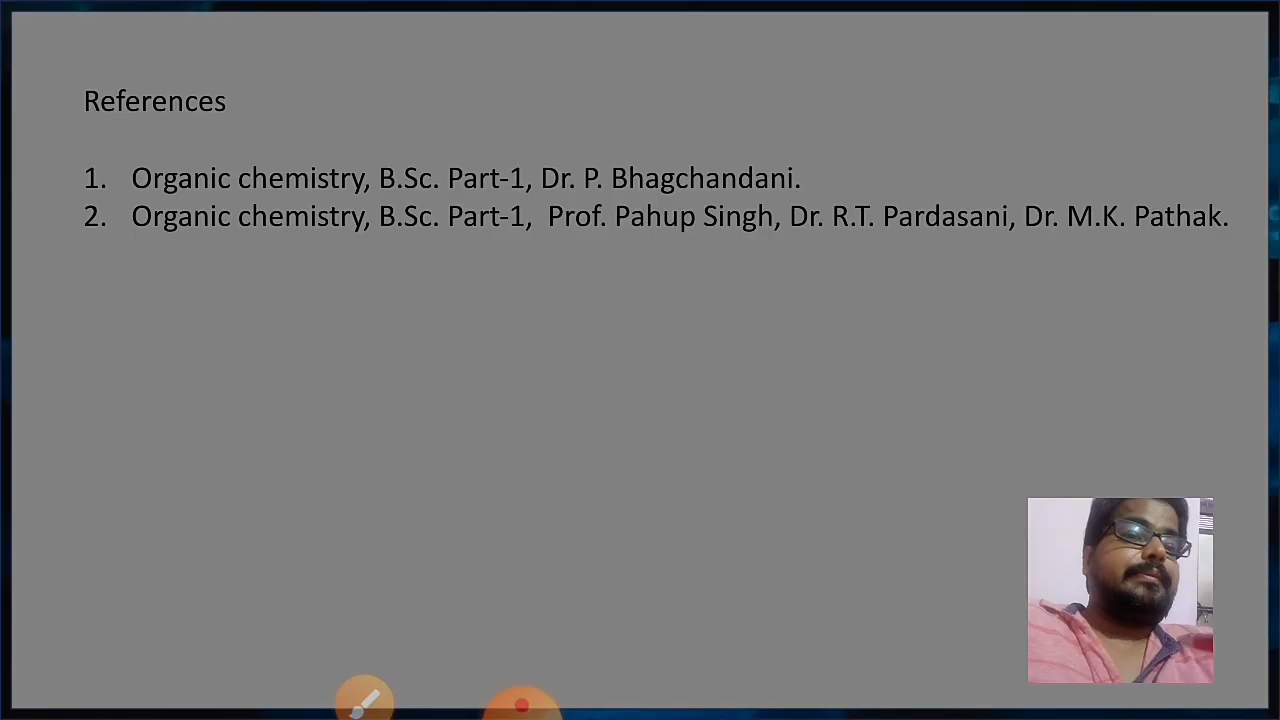 References
1. Organic chemistry, B.Sc. Part-1, Dr. P. Bhagchandani.
2. Organic chemistry, B.Sc. Part-1,  Prof. Pahup Singh, Dr. R.T. Pardasani, Dr. M.K. Pathak.